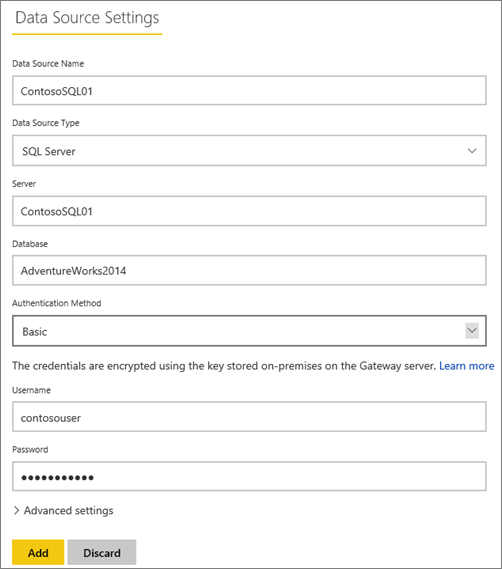 Data Source Settings
Data Source Name
ContosoSQL01
Data Source Type
SQL Server
Server
ContosoSQL01
Database
AdventureWorks2014
Authentication Method
Basic
The credentials are encrypted using the key stored on-premises on the Gateway server. Learn more
Username
contosouser
Password
●●●●●●●●●●●
Advanced settings
Add Discard